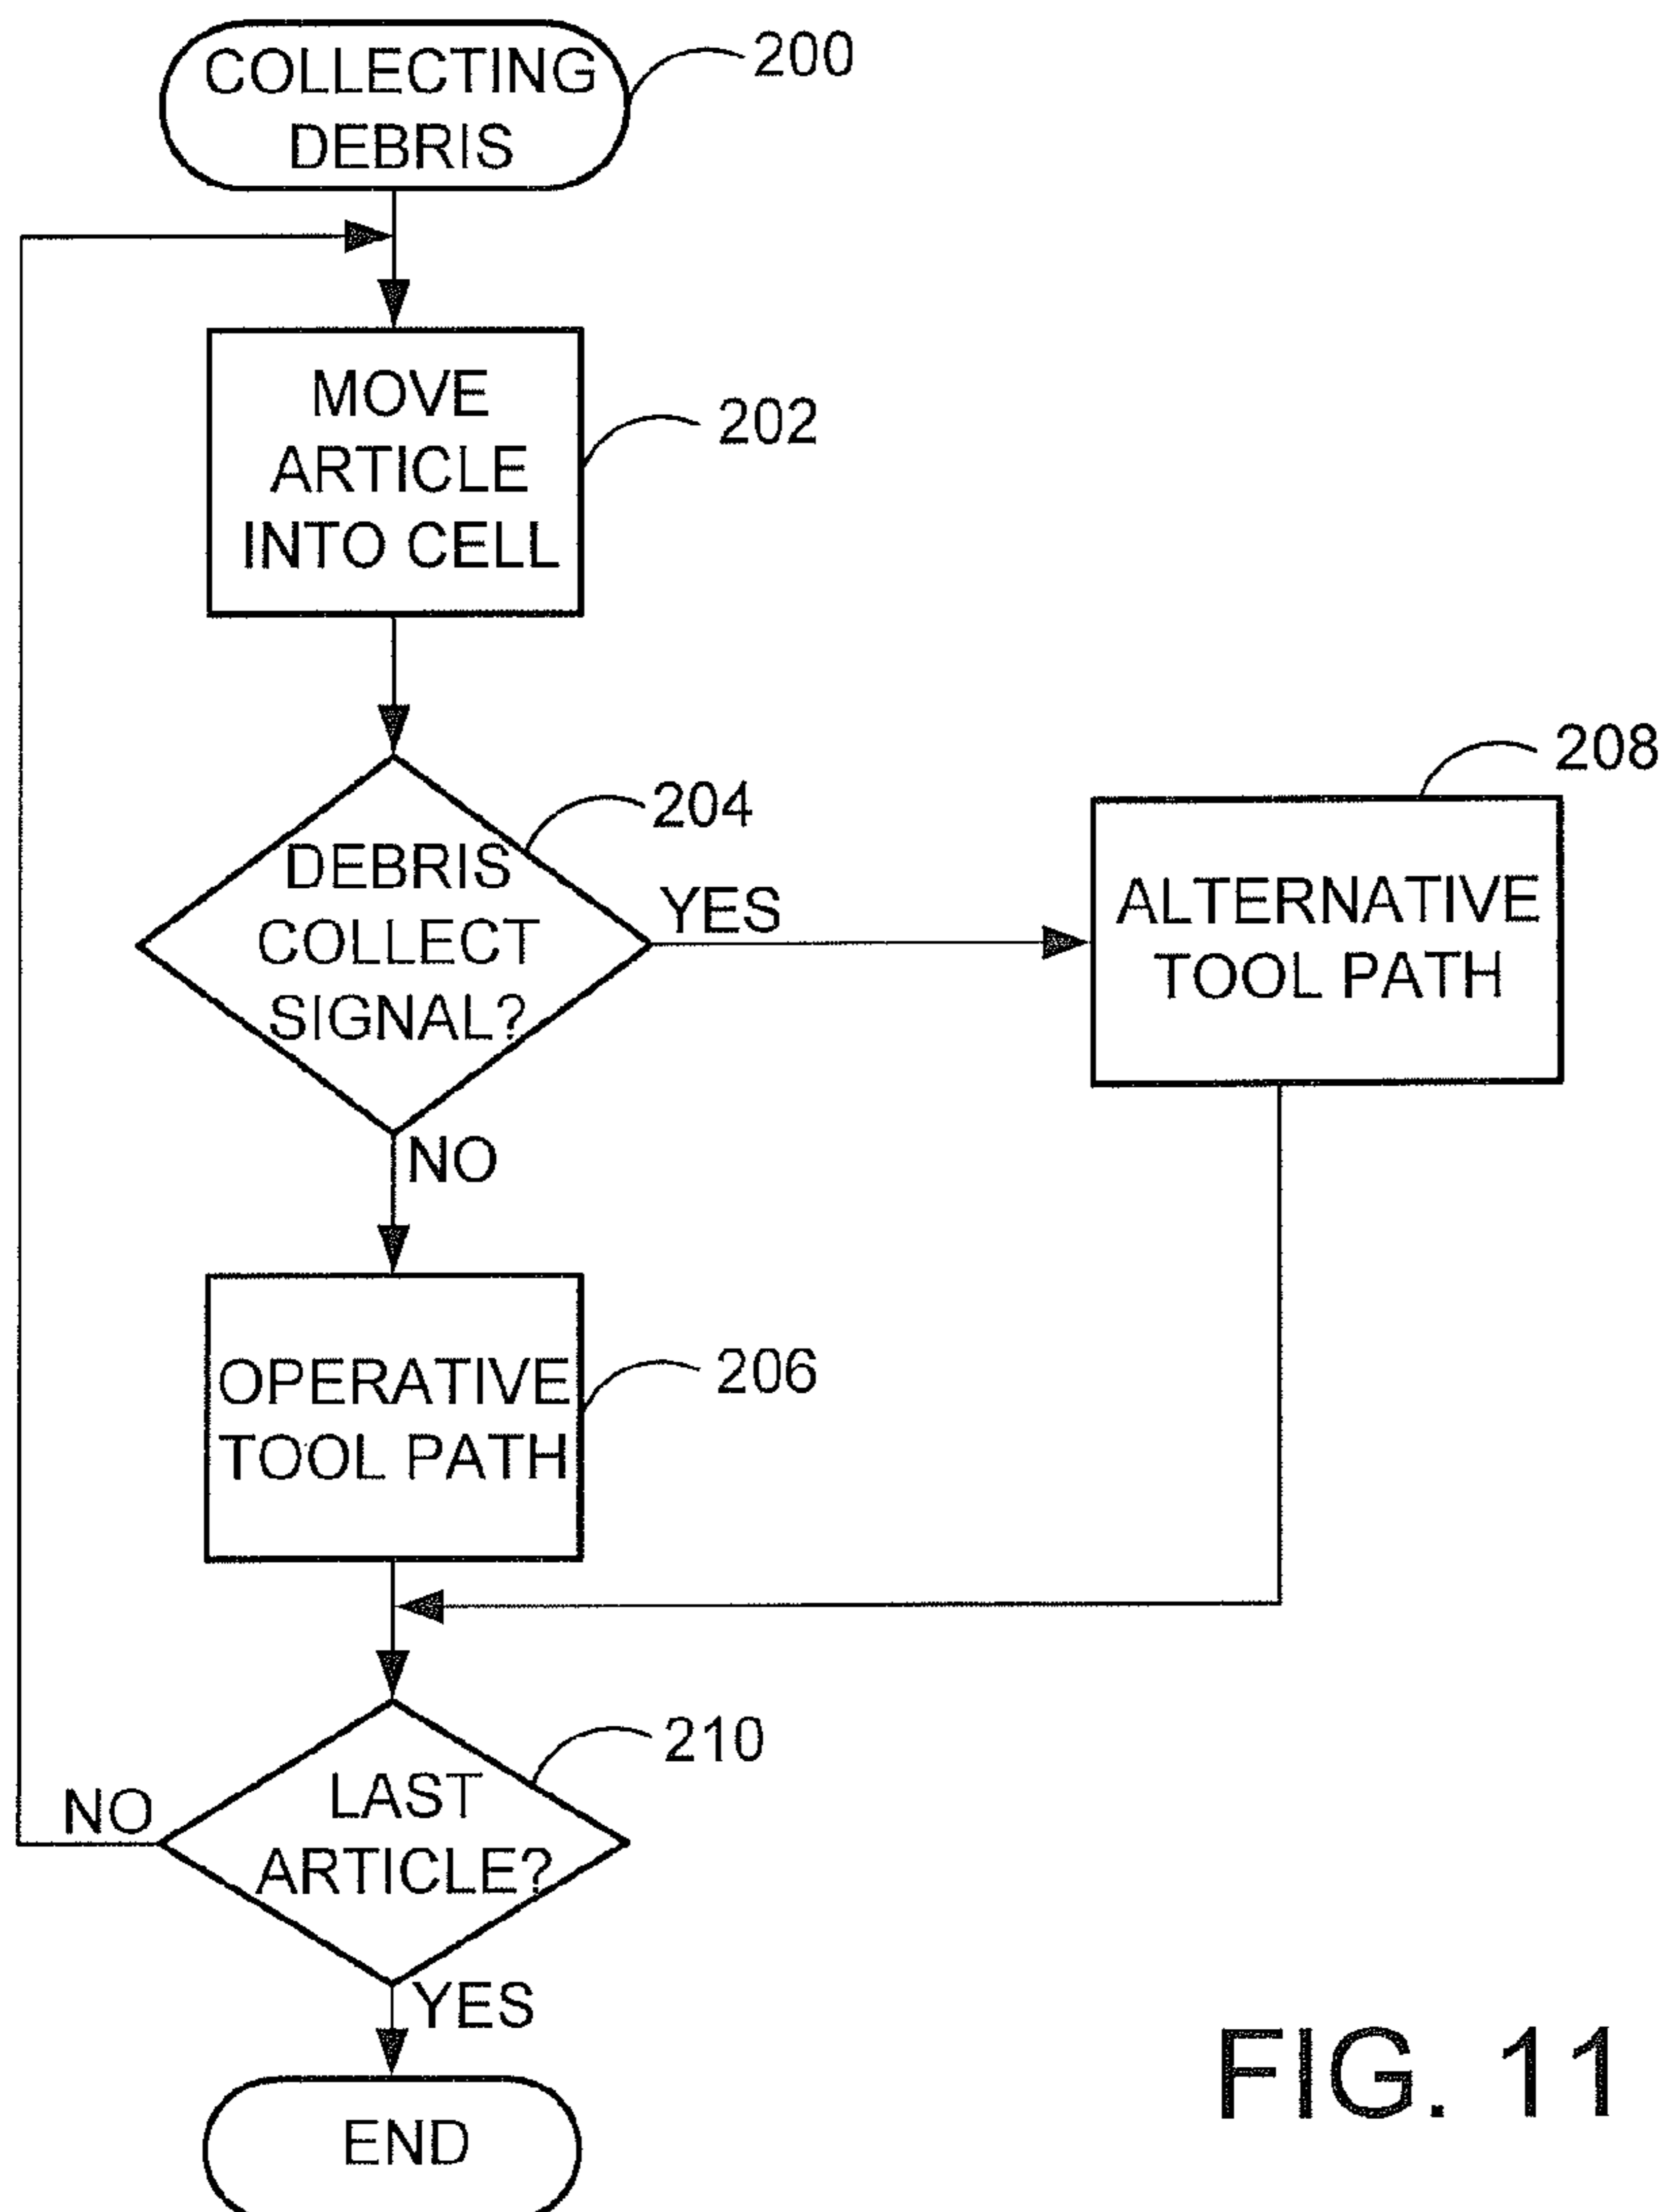 COLLECTING
DEBRIS
200
MOVE
ARTICLE
INTO CELL
202
DEBRIS
COLLECT
SIGNAL?
204
YES
NO
ALTERNATIVE
TOOL PATH
208
OPERATIVE
TOOL PATH
206
LAST
ARTICLE?
210
NO
YES
END
FIG. 11